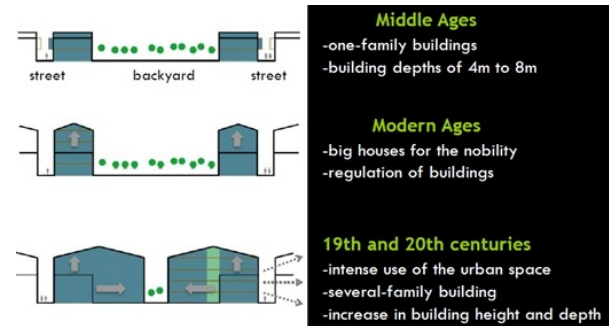 Middle Ages
-one-family buildings
-building depths of 4m to 8m
street
backyard
street
Modern Ages
-big houses for the nobility
-regulation of buildings
19th and 20th centuries
-intense use of the urban space
-several-family building
-increase in building height and depth